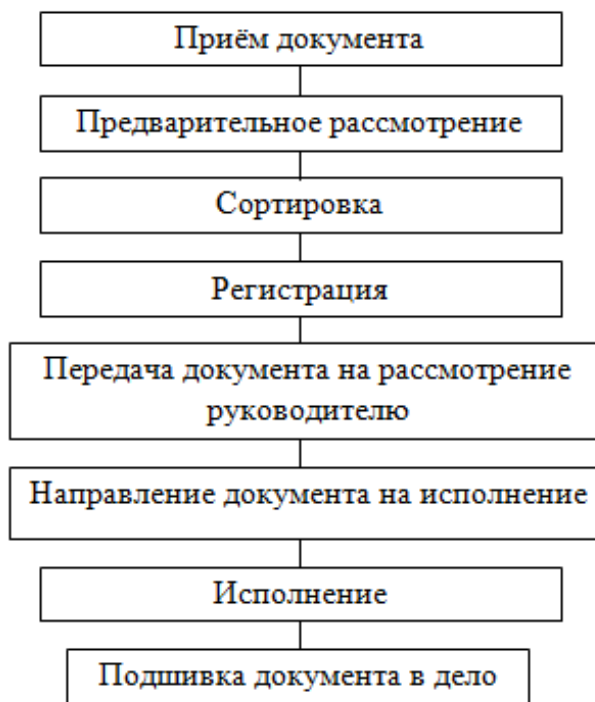 Приём документа
Предварительное рассмотрение
Сортировка
Регистрация
Передача документа на рассмотрение
руководителю
Направление документа на исполнение
Исполнение
Подшивка документа в дело